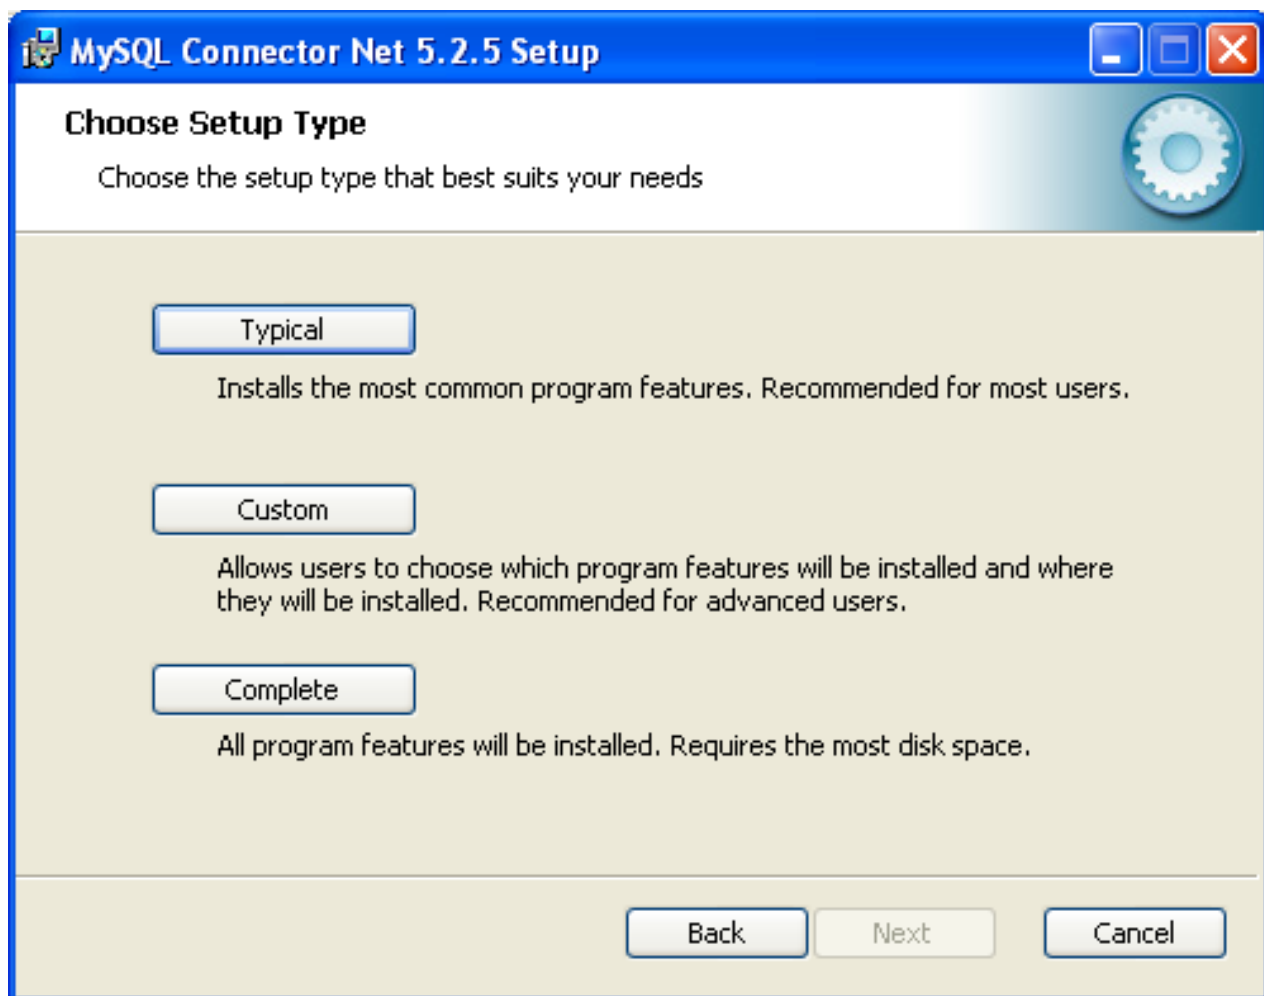 MySQL Connector Net 5.2.5 Setup
Choose Setup Type
Choose the setup type that best suits your needs
Typical
Installs the most common program features. Recommended for most users.
Custom
Allows users to choose which program features will be installed and where
they will be installed. Recommended for advanced users.
Complete
All program features will be installed. Requires the most disk space.
Back
Next
Cancel